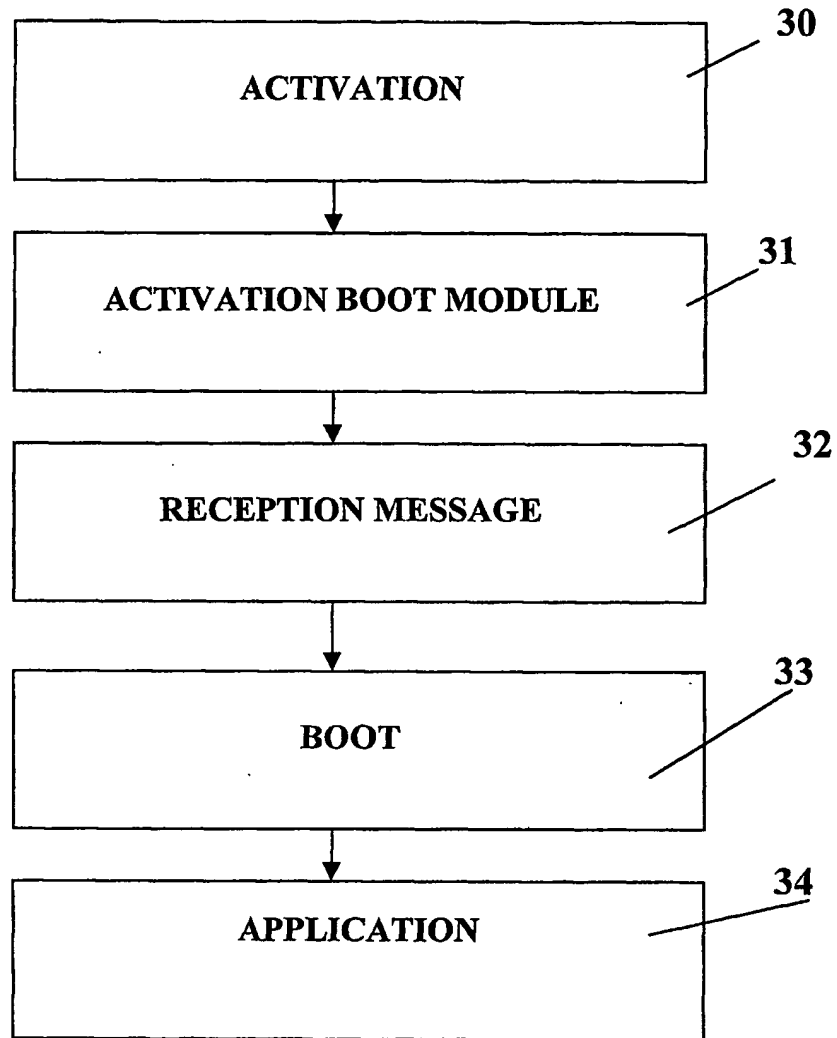 30
ACTIVATION
31
ACTIVATION BOOT MODULE
32
RECEPTION MESSAGE
33
BOOT
34
APPLICATION